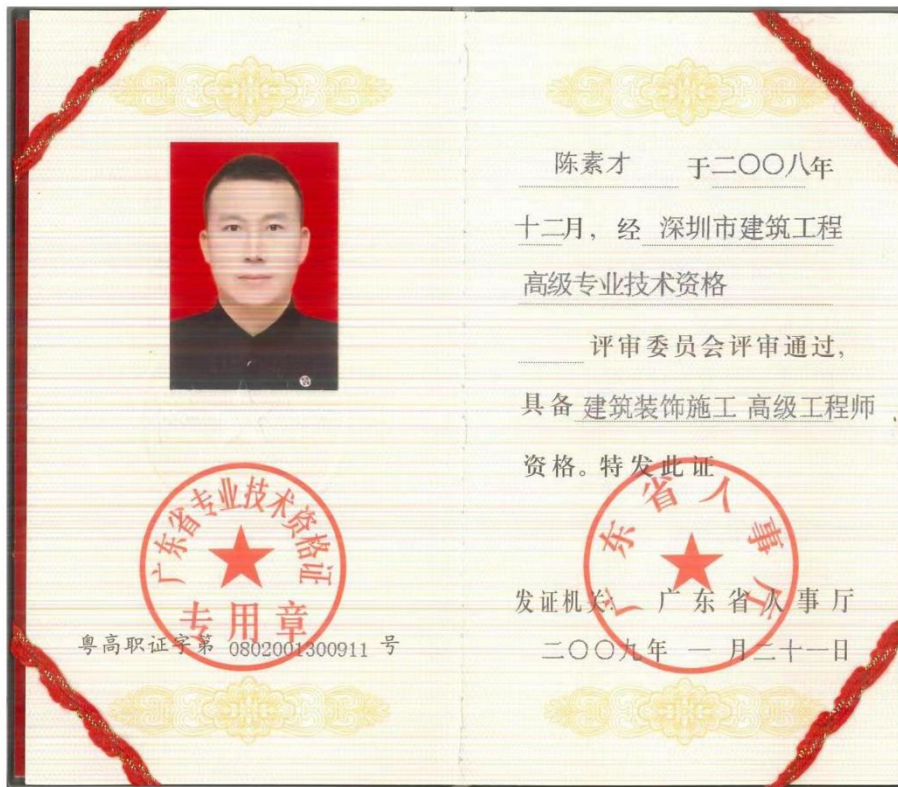 广东省专业技术资格证
专用章
粤高职证字第 0802001300911 号
陈素才 于二〇〇八年
十二月，经 深圳市建筑工程
高级专业技术资格
评审委员会评审通过，
具备 建筑装饰施工 高级工程师
资格。特发此证
广东省人事厅
发证机关: 广东省人事厅
二〇〇九年 一 月二十一日